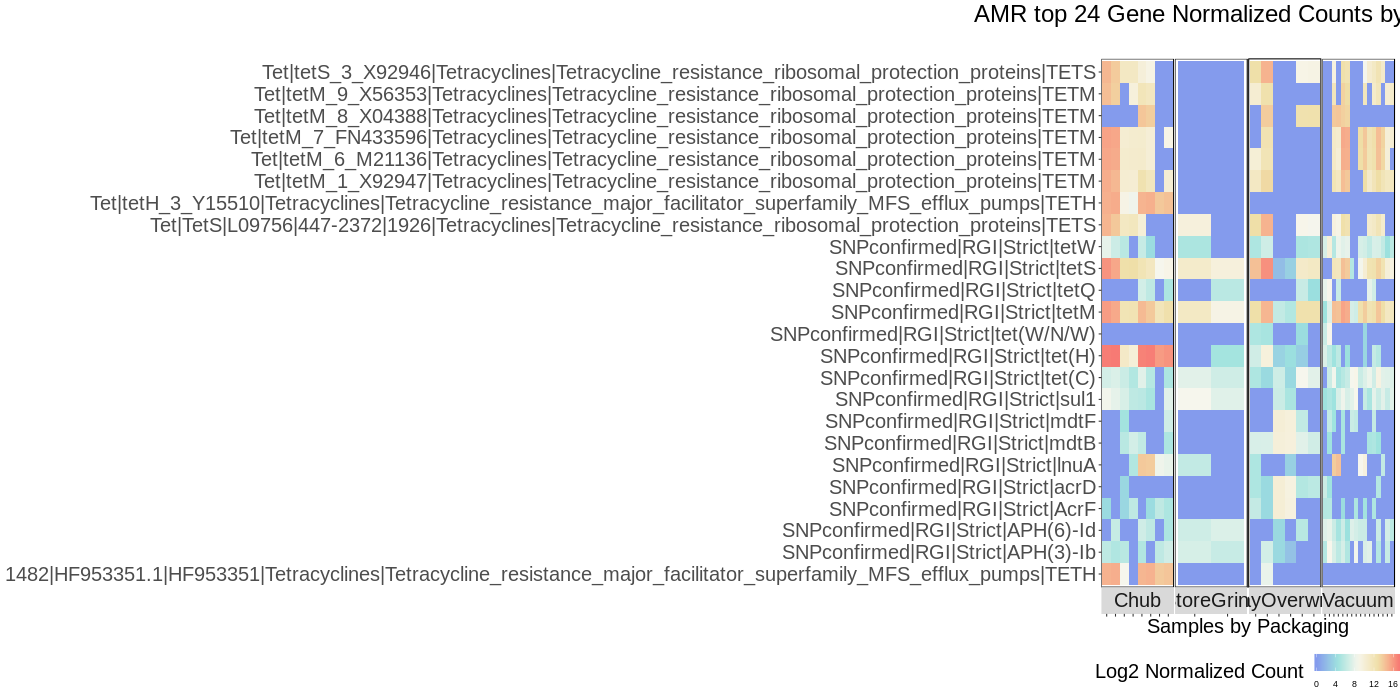 AMR top 24 Gene Normalized Counts by
Tet|tetS_3_X92946|Tetracyclines|Tetracycline_resistance_ribosomal_protection_proteins|TETS
Tet|tetM_9_X56353|Tetracyclines|Tetracycline_resistance_ribosomal_protection_proteins|TETM
Tet|tetM_8_X04388|Tetracyclines|Tetracycline_resistance_ribosomal_protection_proteins|TETM
Tet|tetM_7_FN433596|Tetracyclines|Tetracycline_resistance_ribosomal_protection_proteins|TETM
Tet|tetM_6_M21136|Tetracyclines|Tetracycline_resistance_ribosomal_protection_proteins|TETM
Tet|tetM_1_X92947|Tetracyclines|Tetracycline_resistance_ribosomal_protection_proteins|TETM
Tet|tetH_3_Y15510|Tetracyclines|Tetracycline_resistance_major_facilitator_superfamily_MFS_efflux_pumps|TETH
Tet|TetS|L09756|447-2372|1926|Tetracyclines|Tetracycline_resistance_ribosomal_protection_proteins|TETS
SNPconfirmed|RGI|Strict|tetW
SNPconfirmed|RGI|Strict|tetS
SNPconfirmed|RGI|Strict|tetQ
SNPconfirmed|RGI|Strict|tetM
SNPconfirmed|RGI|Strict|tet(W/N/W)
SNPconfirmed|RGI|Strict|tet(H)
SNPconfirmed|RGI|Strict|tet(C)
SNPconfirmed|RGI|Strict|sul1
SNPconfirmed|RGI|Strict|mdtF
SNPconfirmed|RGI|Strict|mdtB
SNPconfirmed|RGI|Strict|lnuA
SNPconfirmed|RGI|Strict|acrD
SNPconfirmed|RGI|Strict|AcrF
SNPconfirmed|RGI|Strict|APH(6)-Id
SNPconfirmed|RGI|Strict|APH(3)-Ib
1482|HF953351.1|HF953351|Tetracyclines|Tetracycline_resistance_major_facilitator_superfamily_MFS_efflux_pumps|TETH
Chub toreGrin yOverw Vacuum
Samples by Packaging
Log2 Normalized Count
0 4 8 12 16